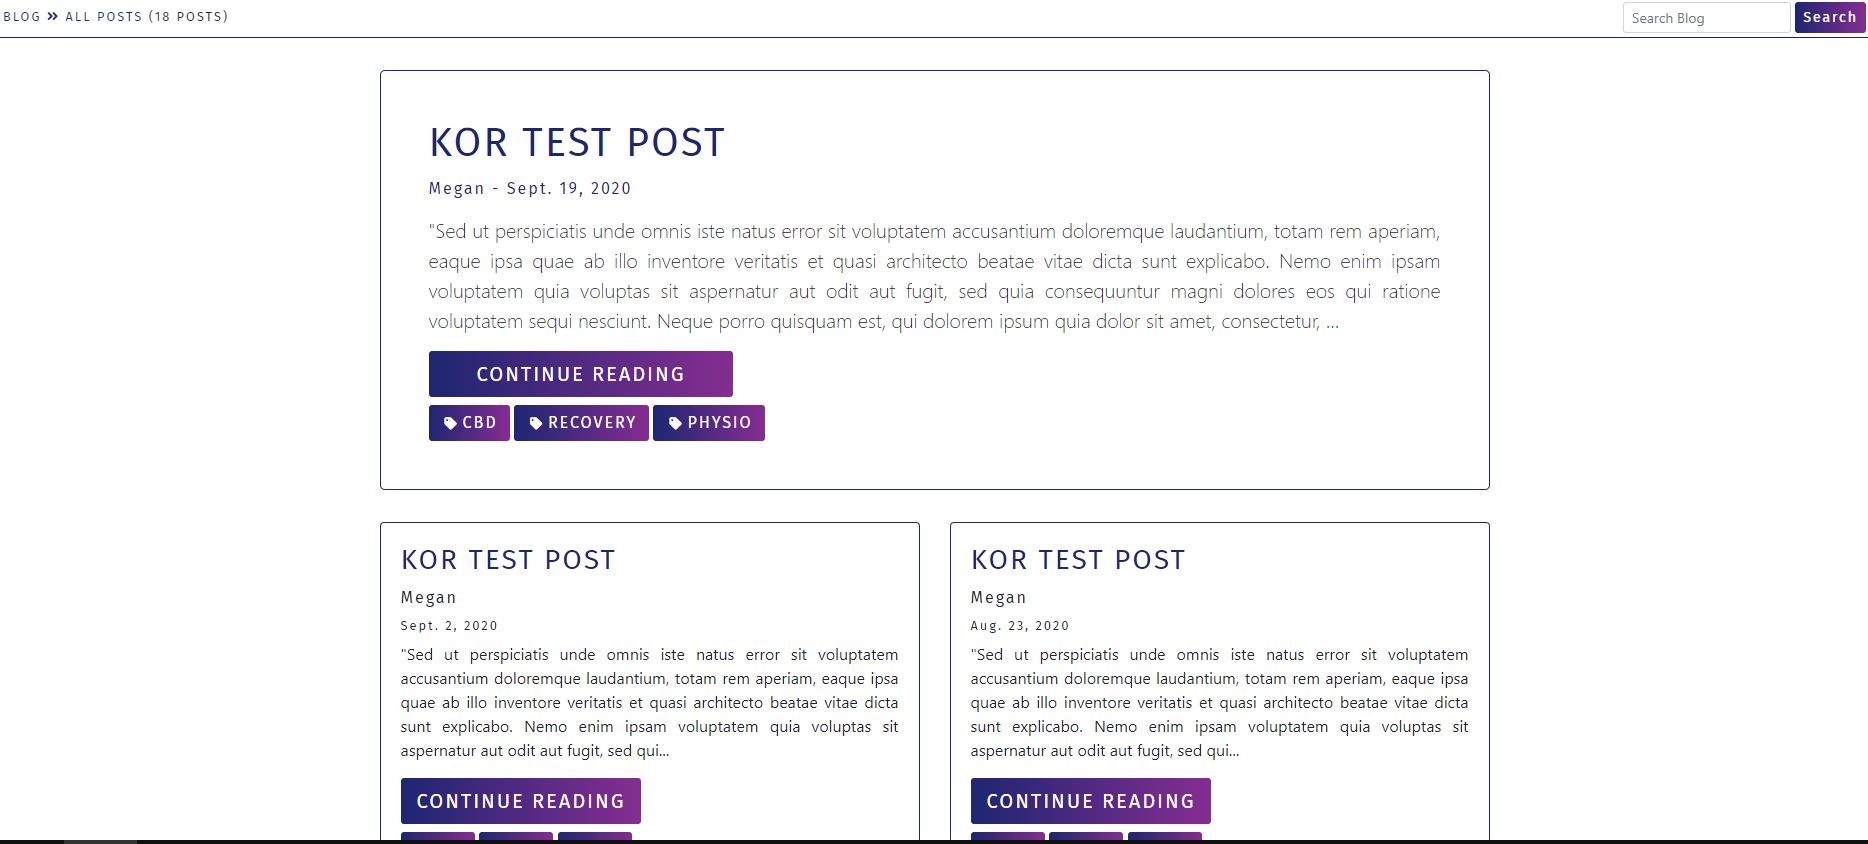 BLOG » ALL POSTS (18 POSTS)
Search Blog
Search
KOR TEST POST
Megan - Sept. 19, 2020
"Sed ut perspiciatis unde omnis iste natus error sit voluptatem accusantium doloremque laudantium, totam rem aperiam,
eaque ipsa quae ab illo inventore veritatis et quasi architecto beatae vitae dicta sunt explicabo. Nemo enim ipsam
voluptatem quia voluptas sit aspernatur aut odit aut fugit, sed quia consequuntur magni dolores eos qui ratione
voluptatem sequi nesciunt. Neque porro quisquam est, qui dolorem ipsum quia dolor sit amet, consectetur, ...
CONTINUE READING
CBD RECOVERY PHYSIO
KOR TEST POST
Megan
Sept. 2, 2020
"Sed ut perspiciatis unde omnis iste natus error sit voluptatem
accusantium doloremque laudantium, totam rem aperiam, eaque ipsa
quae ab illo inventore veritatis et quasi architecto beatae vitae dicta
sunt explicabo. Nemo enim ipsam voluptatem quia voluptas sit
aspernatur aut odit aut fugit, sed qui...
CONTINUE READING
KOR TEST POST
Megan
Aug. 23, 2020
"Sed ut perspiciatis unde omnis iste natus error sit voluptatem
accusantium doloremque laudantium, totam rem aperiam, eaque ipsa
quae ab illo inventore veritatis et quasi architecto beatae vitae dicta
sunt explicabo. Nemo enim ipsam voluptatem quia voluptas sit
aspernatur aut odit aut fugit, sed qui...
CONTINUE READING